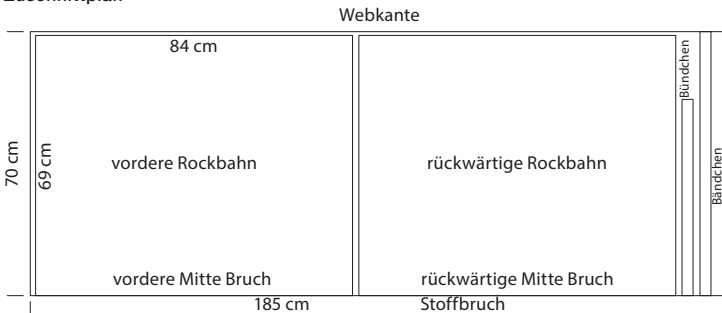 Webkante
84 cm
70 cm
69 cm
vordere Rockbahn
rückwärtige Rockbahn
Bündchen
Bändchen
vordere Mitte Bruch
rückwärtige Mitte Bruch
185 cm
Stoffbruch